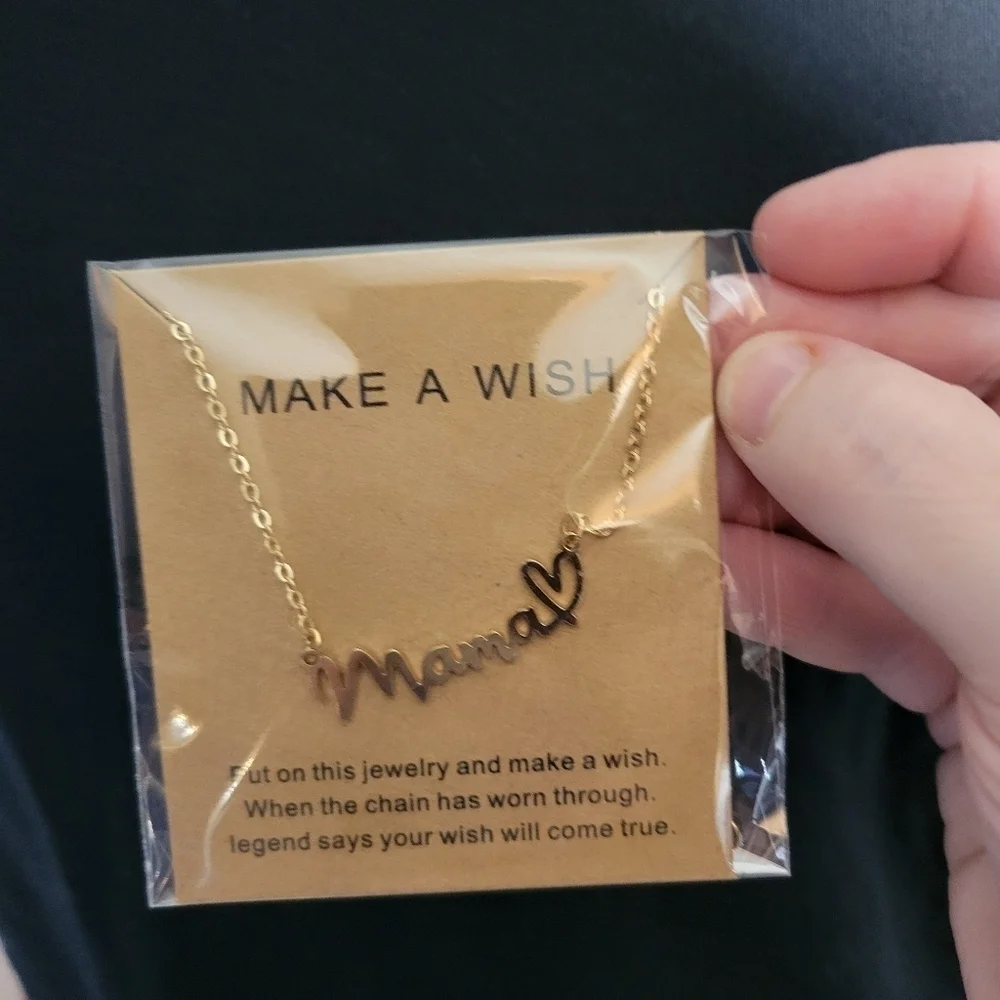 MAKE A WISH
Mama
Put on this jewelry and make a wish.
When the chain has worn through.
legend says your wish will come true.